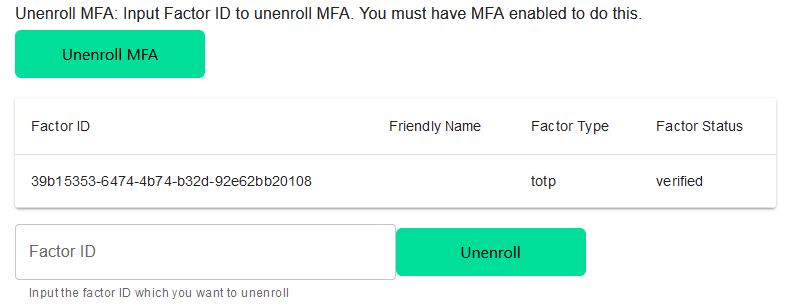 Unenroll MFA: Input Factor ID to unenroll MFA. You must have MFA enabled to do this.
Unenroll MFA
Factor ID Friendly Name Factor Type Factor Status
39b15353-6474-4b74-b32d-92e62bb20108 totp verified
Factor ID Unenroll
Input the factor ID which you want to unenroll